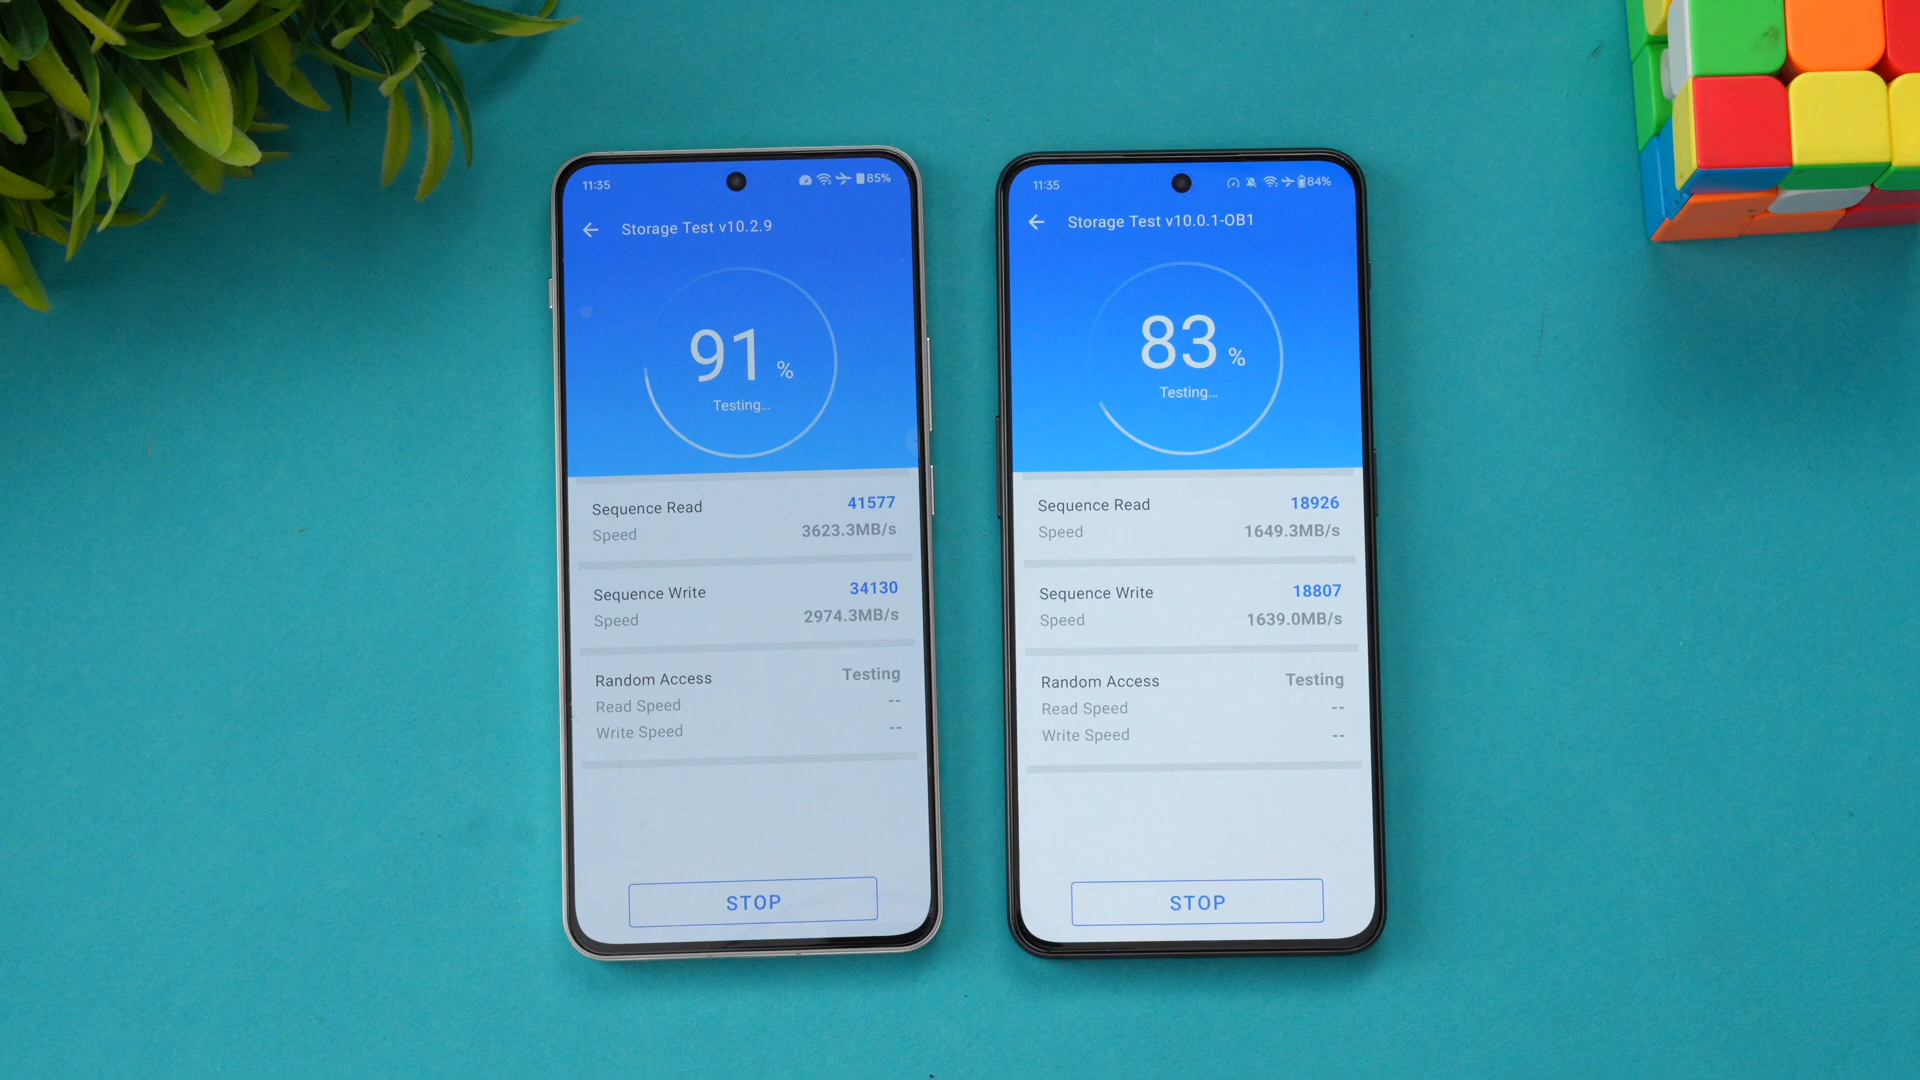 11:35
85%
Storage Test v10.2.9
91 %
Testing...
Sequence Read 41577
Speed 3623.3MB/s
Sequence Write 34130
Speed 2974.3MB/s
Random Access Testing
Read Speed --
Write Speed --
STOP
11:35
84%
Storage Test v10.0.1-OB1
83 %
Testing...
Sequence Read 18926
Speed 1649.3MB/s
Sequence Write 18807
Speed 1639.0MB/s
Random Access Testing
Read Speed --
Write Speed --
STOP